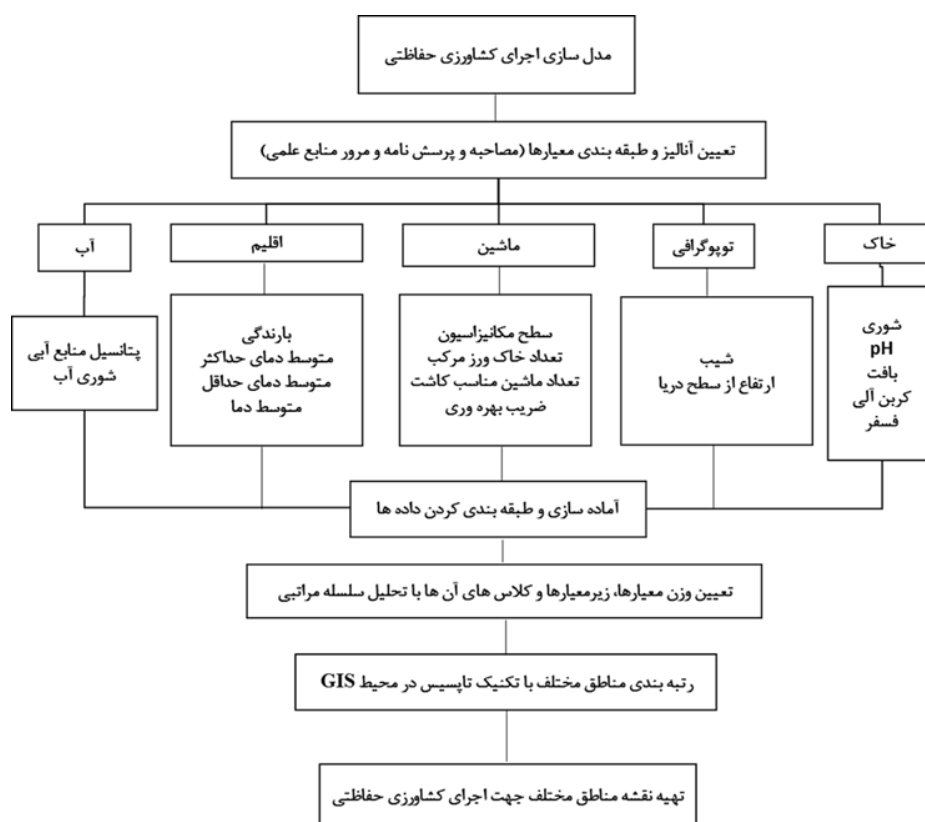 مدل سازی اجرای کشاورزی حفاظتی
تعیین آنالیز و طبقه بندی معیارها (مصاحبه و پرسش نامه و مرور منابع علمی)
خاک
توپوگرافی
ماشین
اقلیم
آب
شوری
pH
بافت
کربن آلی
فسفر
شیب
ارتفاع از سطح دریا
سطح مکانیزاسیون
تعداد خاک ورز مرکب
تعداد ماشین مناسب کاشت
ضریب بهره وری
بارندگی
متوسط دمای حداکثر
متوسط دمای حداقل
متوسط دما
پتانسیل منابع آبی
شوری آب
آماده سازی و طبقه بندی کردن داده ها
تعیین وزن معیارها، زیرمعیارها و کلاس های آن ها با تحلیل سلسله مراتبی
رتبه بندی مناطق مختلف با تکنیک تاپسیس در محیط GIS
تهیه نقشه مناطق مختلف جهت اجرای کشاورزی حفاظتی